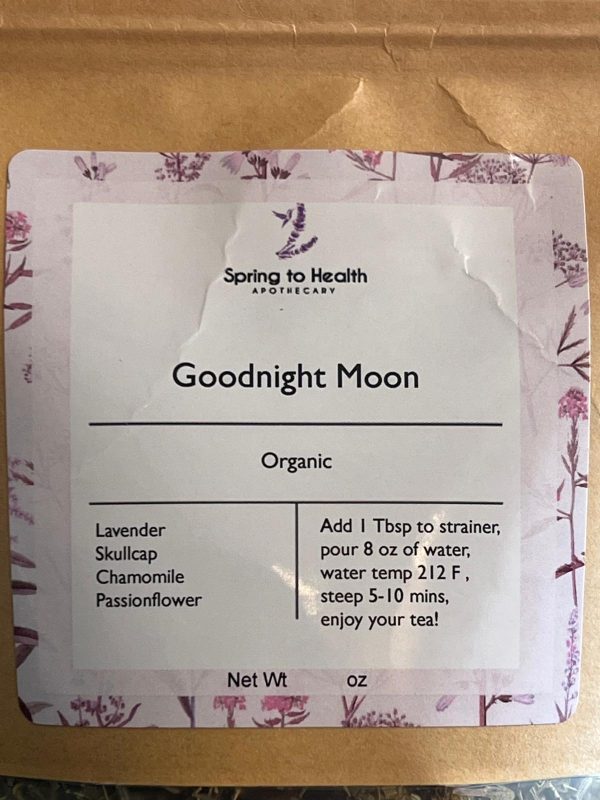 Spring to Health
APOTHECARY
Goodnight Moon
Organic
Lavender
Skullcap
Chamomile
Passionflower
Add 1 Tbsp to strainer,
pour 8 oz of water,
water temp 212 F ,
steep 5-10 mins,
enjoy your tea!
Net Wt oz